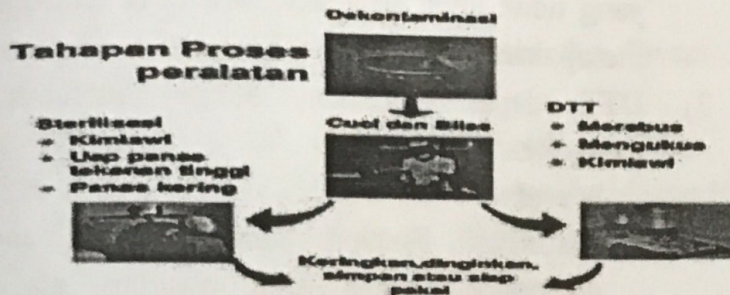 Dekontaminasi
Tahapan Proses
peralatan
Cuci dan Bilas
Sterilisasi
* Kimiawi
* Uap panas
tekanan tinggi
* Panas kering
DTT
* Merebus
* Mengukus
* Kimiawi
Keringkan, dinginkan,
simpan atau siap
pakai